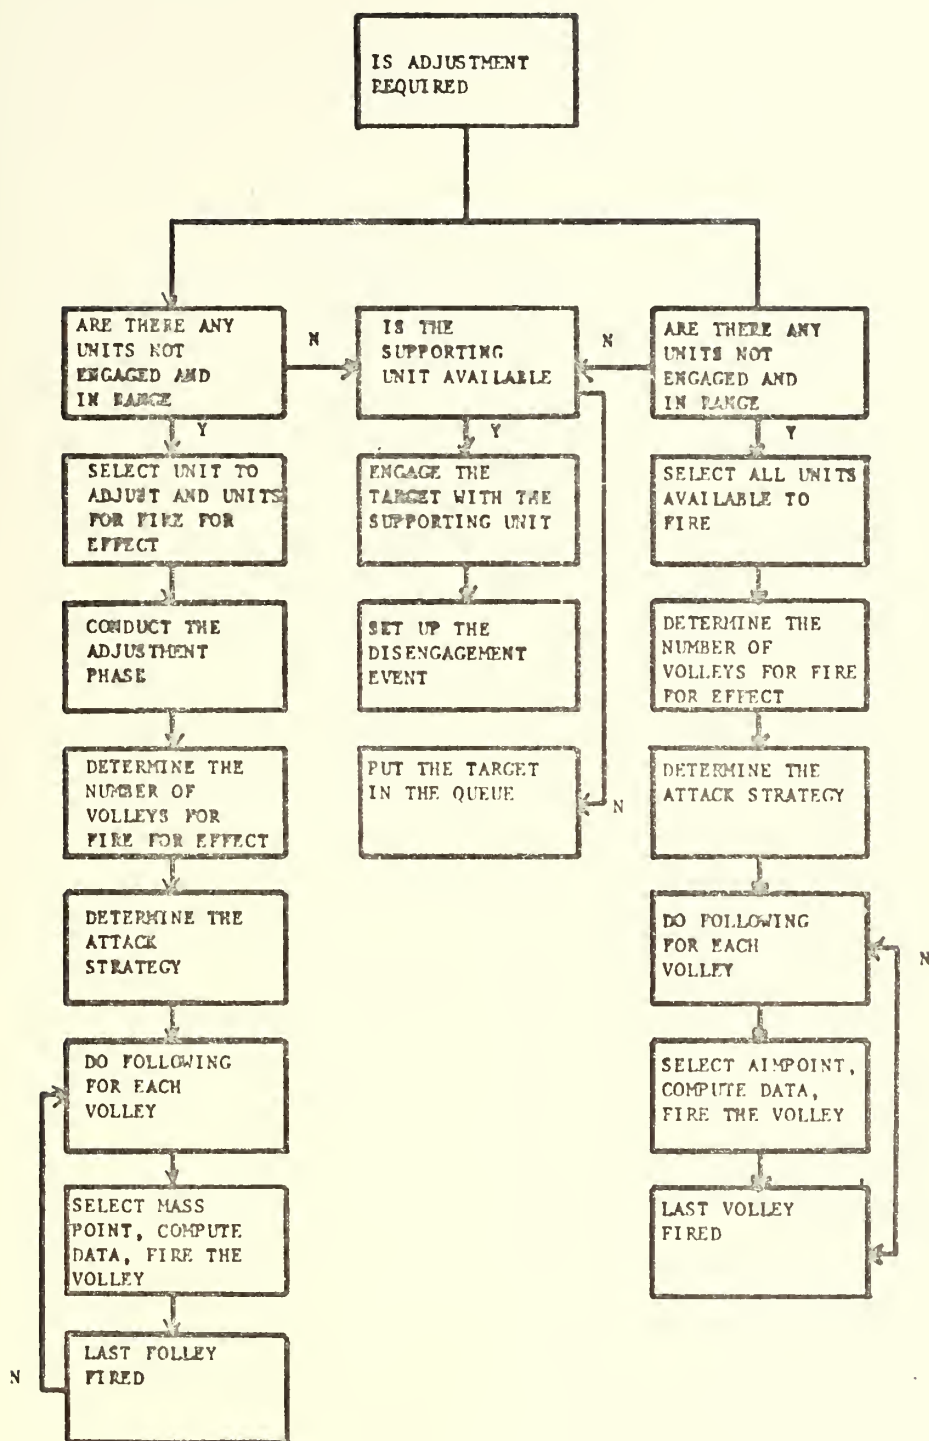 IS ADJUSTMENT
REQUIRED
ARE THERE ANY
UNITS NOT
ENGAGED AND
IN RANGE
N
Y
SELECT UNIT TO
ADJUST AND UNITS
FOR FIRE FOR
EFFECT
CONDUCT THE
ADJUSTMENT
PHASE
DETERMINE THE
NUMBER OF
VOLLEYS FOR
FIRE FOR EFFECT
DETERMINE THE
ATTACK
STRATEGY
DO FOLLOWING
FOR EACH
VOLLEY
SELECT MASS
POINT, COMPUTE
DATA, FIRE THE
VOLLEY
LAST FOLLEY
FIRED
N
IS THE
SUPPORTING
UNIT AVAILABLE
Y
ENGAGE THE
TARGET WITH THE
SUPPORTING UNIT
SET UP THE
DISENGAGEMENT
EVENT
PUT THE TARGET
IN THE QUEUE
N
N
ARE THERE ANY
UNITS NOT
ENGAGED AND
IN RANGE
Y
SELECT ALL UNITS
AVAILABLE TO
FIRE
DETERMINE THE
NUMBER OF
VOLLEYS FOR FIRE
FOR EFFECT
DETERMINE THE
ATTACK STRATEGY
DO FOLLOWING
FOR EACH
VOLLEY
N
SELECT AIMPOINT,
COMPUTE DATA,
FIRE THE VOLLEY
LAST VOLLEY
FIRED